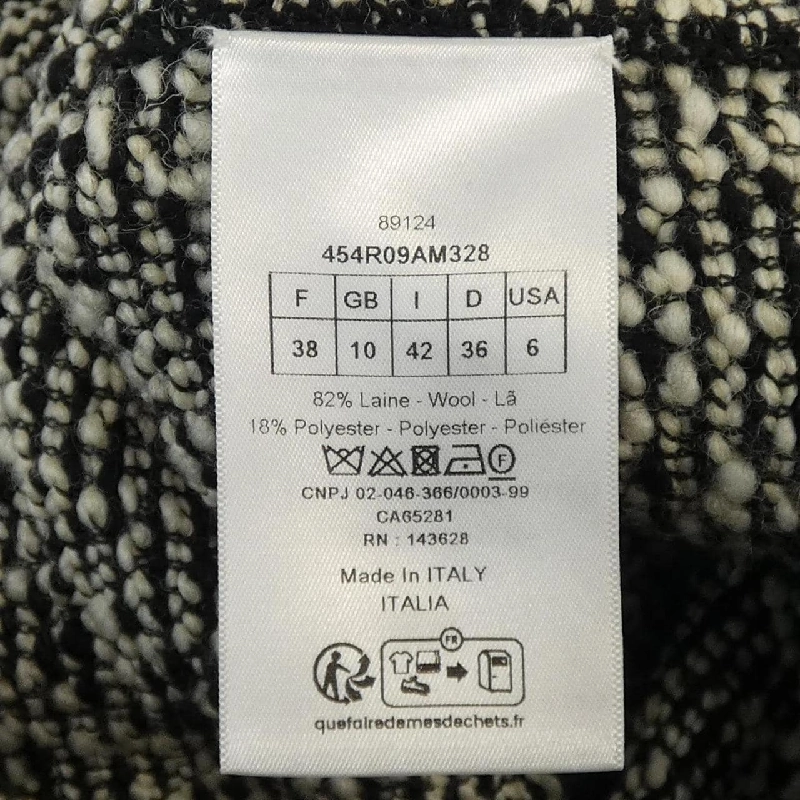 89124
454R09AM328
F GB I D USA
38 10 42 36 6
82% Laine - Wool - Lã
18% Polyester - Polyester - Poliéster
F
CNPJ 02-046-366/0003-99
CA65281
RN : 143628
Made In ITALY
ITALIA
FR
quefairedemesdechets.fr